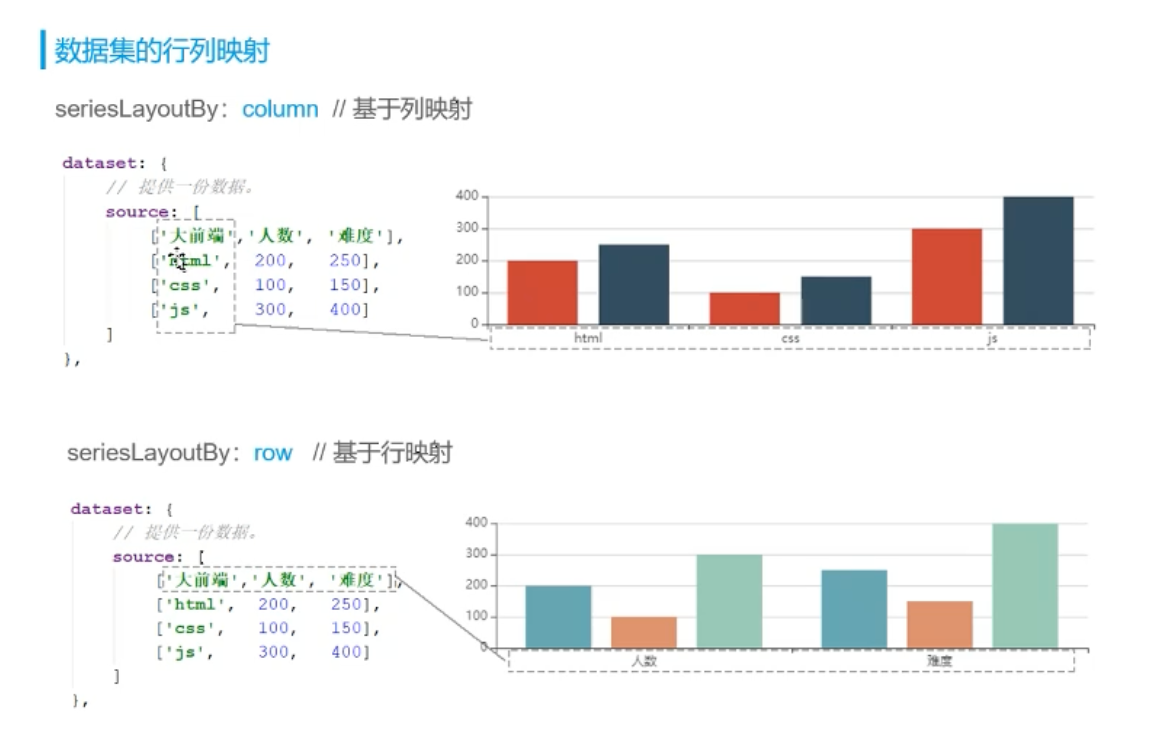 数据集的行列映射
seriesLayoutBy：column // 基于列映射
dataset: {
// 提供一份数据。
source: [
['大前端','人数', '难度'],
['html', 200, 250],
['css', 100, 150],
['js', 300, 400]
]
},
400
300
200
100
0
html css js
seriesLayoutBy：row // 基于行映射
dataset: {
// 提供一份数据。
source: [
['大前端','人数', '难度'],
['html', 200, 250],
['css', 100, 150],
['js', 300, 400]
]
},
400
300
200
100
0
人数 难度